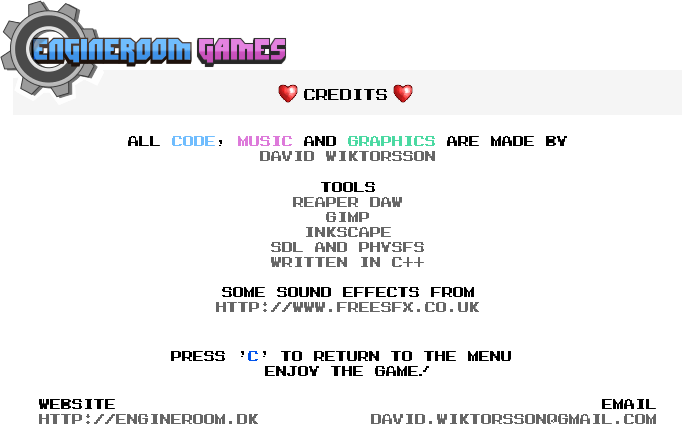 ENGINEROOM GAMES
CREDITS
ALL CODE, MUSIC AND GRAPHICS ARE MADE BY
DAVID WIKTORSSON
TOOLS
REAPER DAW
GIMP
INKSCAPE
SDL AND PHYSFS
WRITTEN IN C++
SOME SOUND EFFECTS FROM
HTTP://WWW.FREESFX.CO.UK
PRESS 'C' TO RETURN TO THE MENU
ENJOY THE GAME!
WEBSITE EMAIL
HTTP://ENGINEROOM.DK DAVID.WIKTORSSON@GMAIL.COM